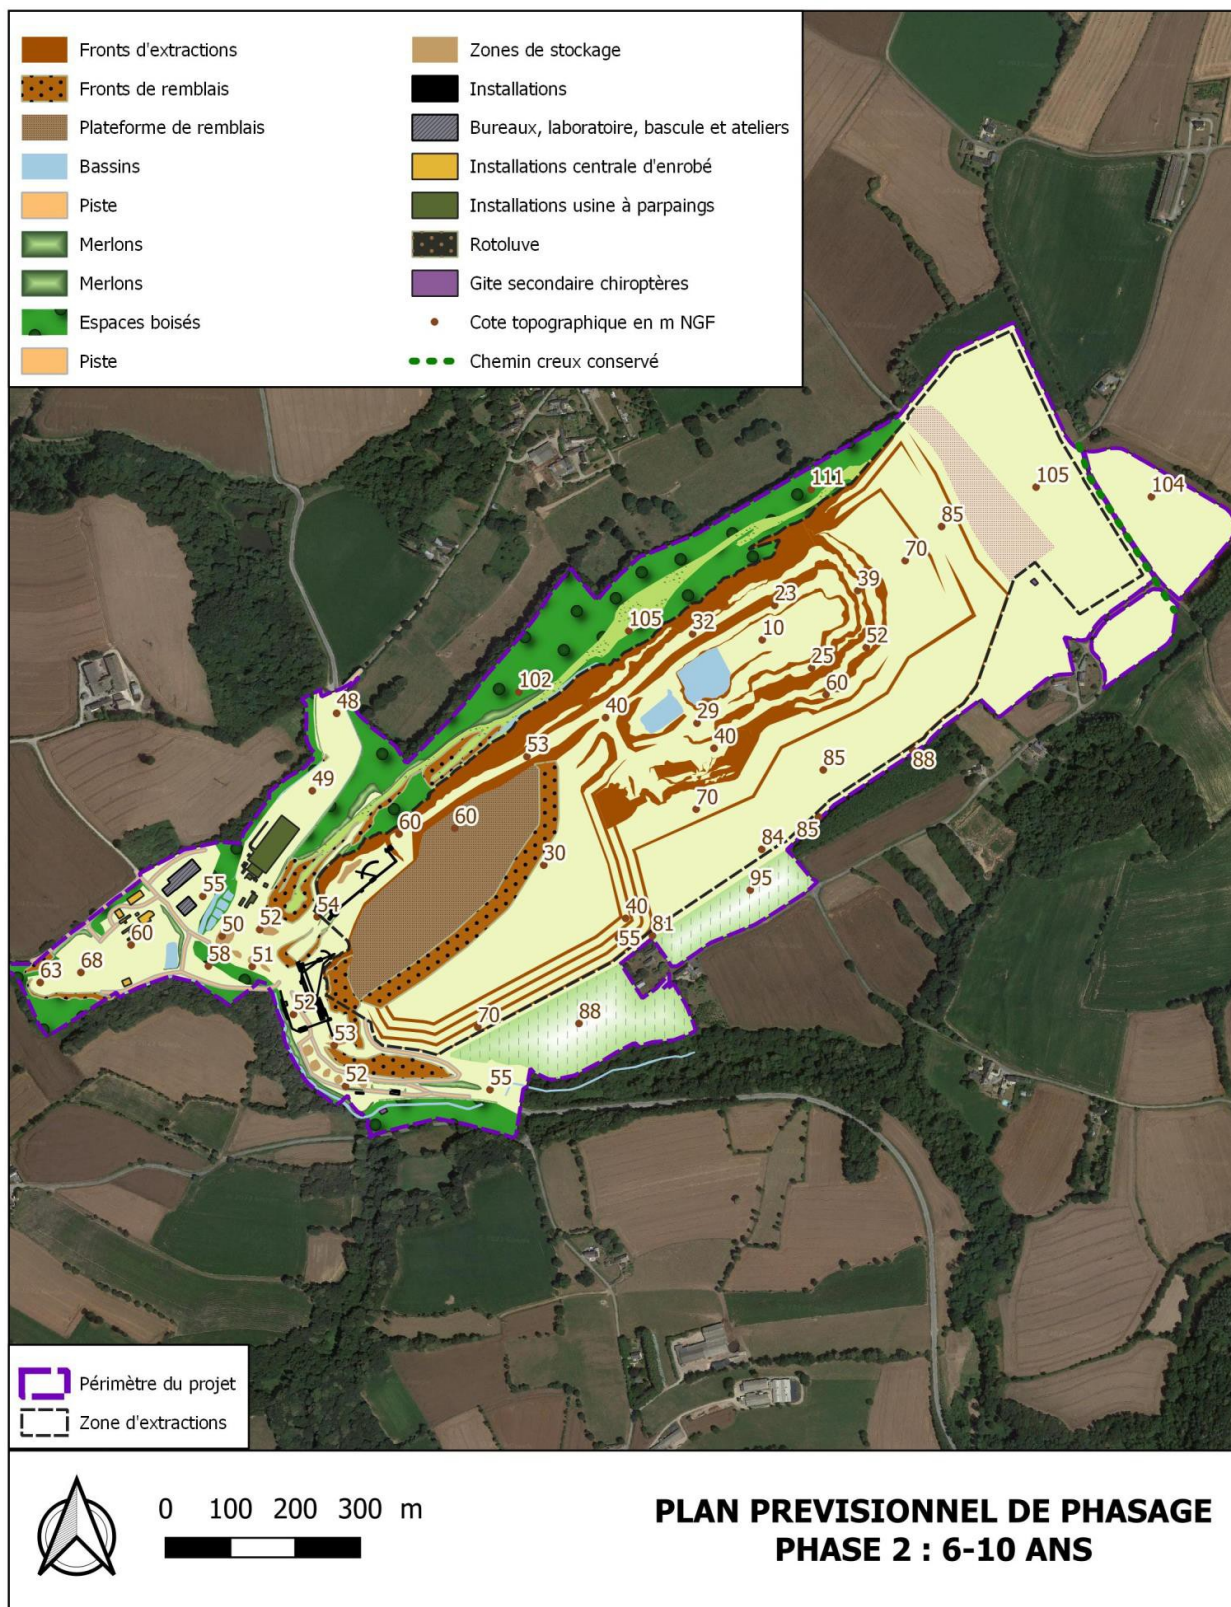 Fronts d'extractions
Fronts de remblais
Plateforme de remblais
Bassins
Piste
Merlons
Merlons
Espaces boisés
Piste
Zones de stockage
Installations
Bureaux, laboratoire, bascule et ateliers
Installations centrale d'enrobé
Installations usine à parpaings
Rotoluve
Gite secondaire chiroptères
Cote topographique en m NGF
Chemin creux conservé
111
105
104
85
70
39
23
105
32
10
52
25
102
60
48
40
29
53
40
49
85
88
70
60
60
85
84
30
95
55
54
40
52
50
81
55
60
58
51
68
63
52
88
70
53
52
55
Périmètre du projet
Zone d'extractions
0 100 200 300 m
PLAN PREVISIONNEL DE PHASAGE
PHASE 2 : 6-10 ANS